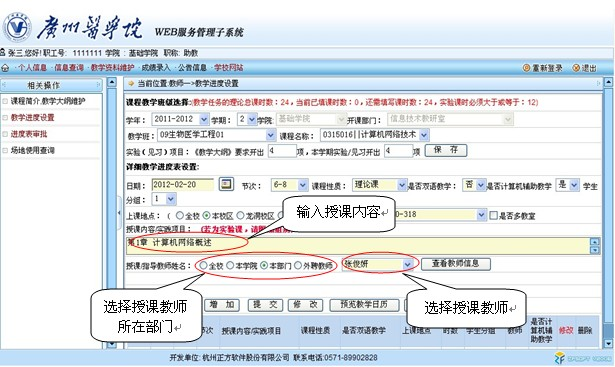 廣州醫學院 WEB服务管理子系统
张三,您好!职工号: 1111111 学院:基础学院 职称: 助教
个人信息 信息查询 教学资料维护 成绩录入 公告信息 学校网站 重新登录 退出
相关操作
课程简介.教学大纲维护
教学进度设置
进度表审批
场地使用查询
当前位置:教师-->教学进度设置
课程教学班级选择:(教学任务的理论总课时数:24,当前已填课时数:0,还需填写课时数:24,实验课时必须大于或等于:12)
学年: 2011-2012 学期: 2 学院 基础学院 开课部门: 信息技术教研室
教学班: 09生物医学工程01 课程名称: 0315016||计算机网络技术
实验(见习)项目:《教学大纲》要求开出 4 项,本学期实验/见习开出 4 项 保 存
详细教学进度表设置:
日期: 2012-02-20 节次: 6-8 课程性质: 理论课 是否双语教学: 否 是否计算机辅助教学 是 学生
分组: 1
上课地点:( 全校 本校区 龙洞校区 0-318 是否多教室
输入授课内容
授课内容/实践项目: (若为实验课,请
第1章 计算机网络概述
授课/指导教师姓名: 全校 本学院 本部门 外聘教师 张俊妍 查看教师信息
选择授课教师所在部门
选择授课教师
增 加 提 交 修 改 预览教学日历
节次 授课内容/实践项目 课程性质 是否双语教学 上课地点 时数 学生分组 教师 是否计算机辅助教学 修改 删除
开发单位: 杭州正方软件股份有限公司 联系电话:0571-89902828